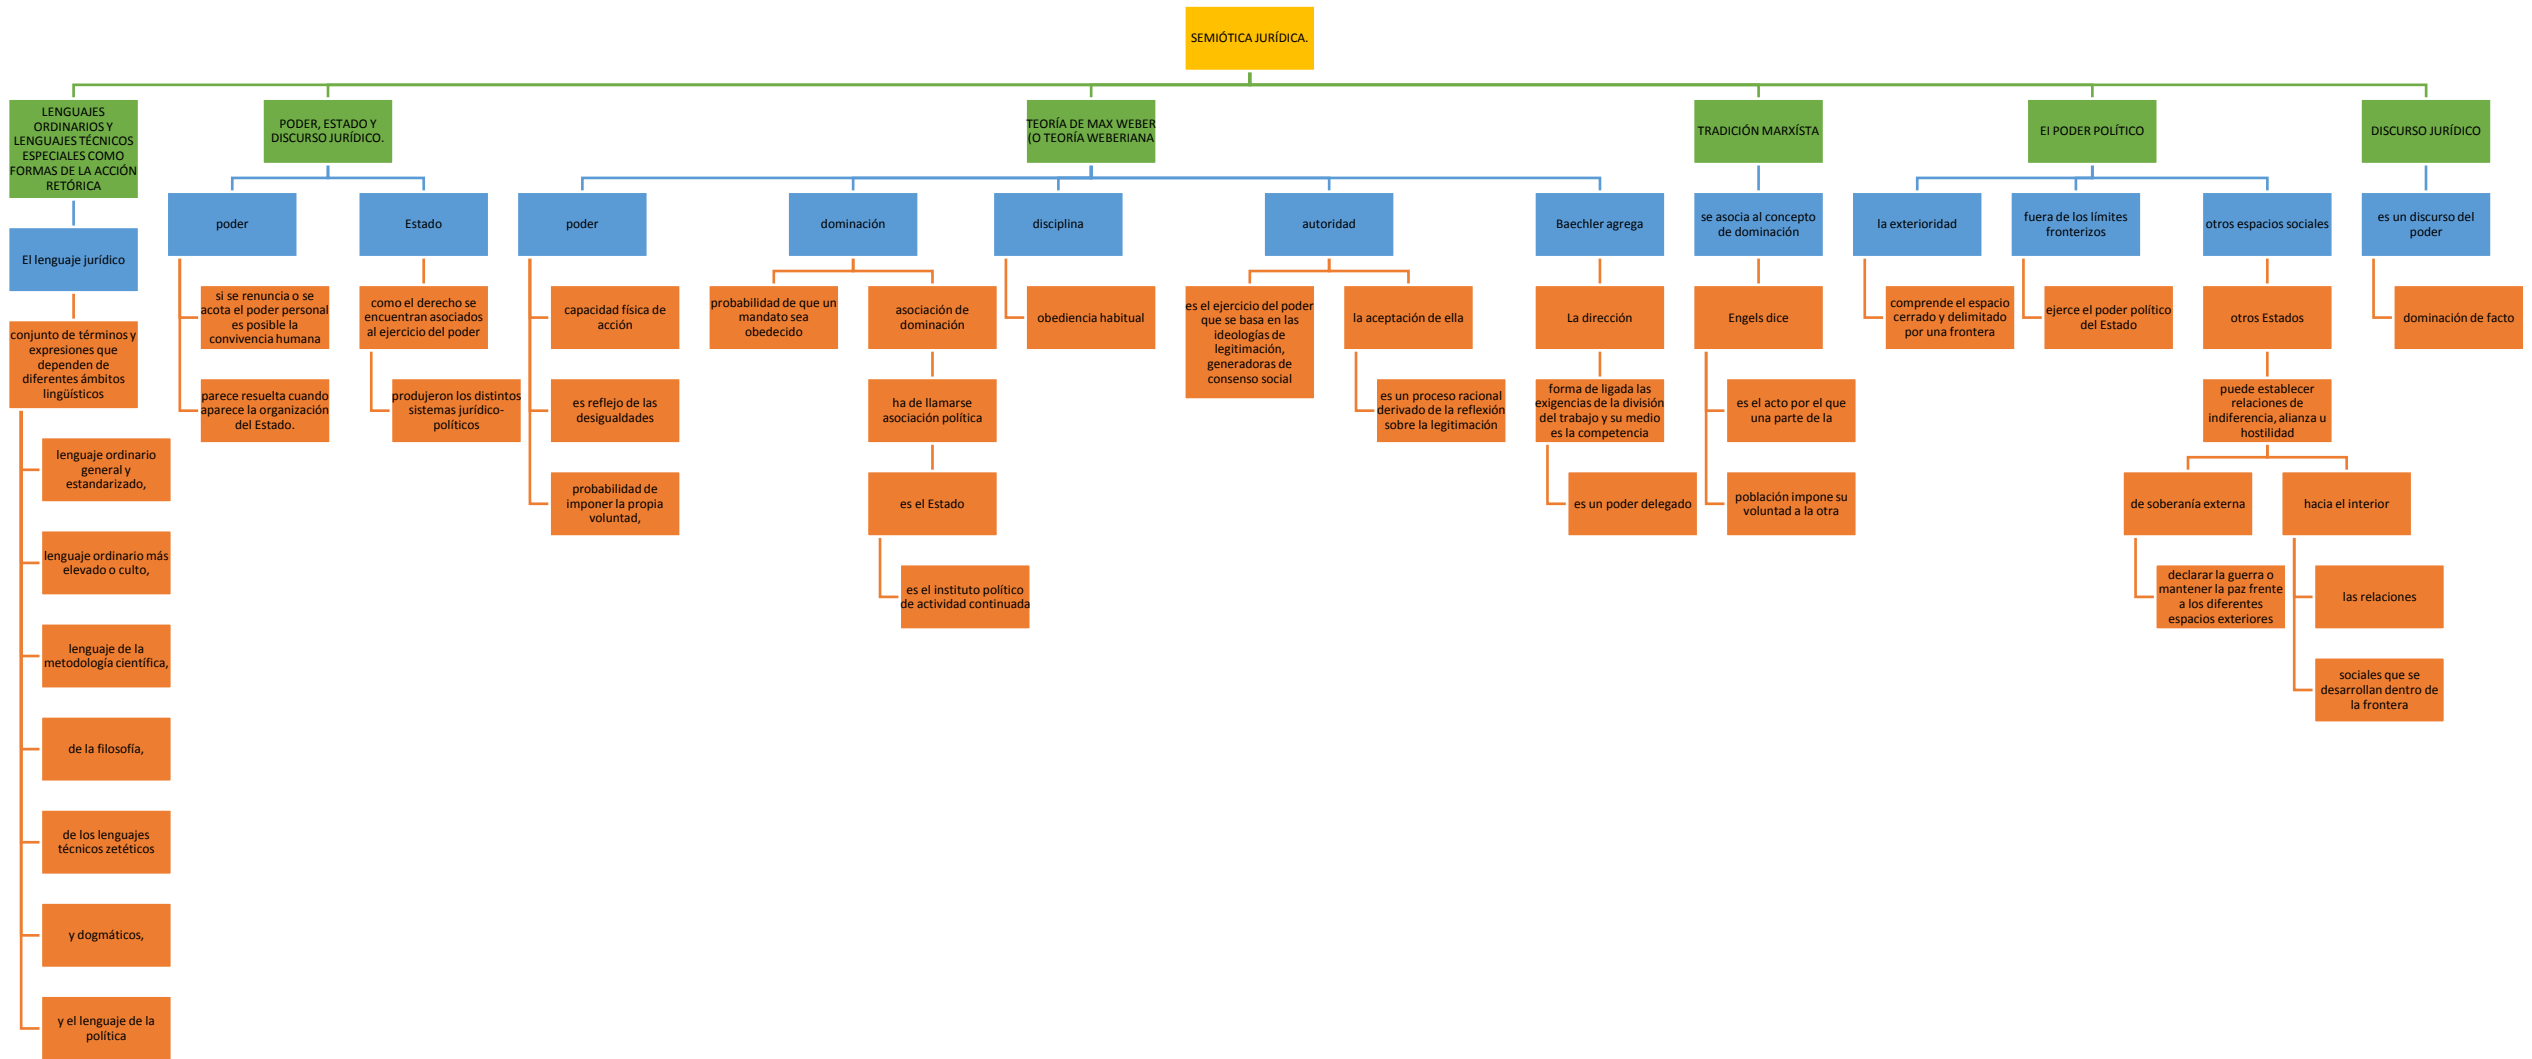 SEMIÓTICA JURÍDICA.
LENGUAJES
ORDINARIOS Y
LENGUAJES TÉCNICOS
ESPECIALES COMO
FORMAS DE LA ACCIÓN
RETÓRICA
El lenguaje jurídico
conjunto de términos y
expresiones que
dependen de
diferentes ámbitos
lingüísticos
lenguaje ordinario
general y
estandarizado,
lenguaje ordinario más
elevado o culto,
lenguaje de la
metodología científica,
de la filosofía,
de los lenguajes
técnicos zetéticos
y dogmáticos,
y el lenguaje de la
política
PODER, ESTADO Y
DISCURSO JURÍDICO.
poder
si se renuncia o se
acota el poder personal
es posible la
convivencia humana
parece resuelta cuando
aparece la organización
del Estado.
Estado
como el derecho se
encuentran asociados
al ejercicio del poder
produjeron los distintos
sistemas jurídico-
políticos
TEORÍA DE MAX WEBER
(O TEORÍA WEBERIANA
poder
capacidad física de
acción
es reflejo de las
desigualdades
probabilidad de
imponer la propia
voluntad,
dominación
probabilidad de que un
mandato sea
obedecido
asociación de
dominación
ha de llamarse
asociación política
es el Estado
es el instituto político
de actividad continuada
disciplina
obediencia habitual
autoridad
es el ejercicio del poder
que se basa en las
ideologías de
legitimación,
generadoras de
consenso social
la aceptación de ella
es un proceso racional
derivado de la reflexión
sobre la legitimación
Baechler agrega
La dirección
forma de ligada las
exigencias de la división
del trabajo y su medio
es la competencia
es un poder delegado
TRADICIÓN MARXÍSTA
se asocia al concepto
de dominación
Engels dice
es el acto por el que
una parte de la
población impone su
voluntad a la otra
El PODER POLÍTICO
la exterioridad
comprende el espacio
cerrado y delimitado
por una frontera
fuera de los límites
fronterizos
ejerce el poder político
del Estado
otros espacios sociales
otros Estados
puede establecer
relaciones de
indiferencia, alianza u
hostilidad
de soberanía externa
declarar la guerra o
mantener la paz frente
a los diferentes
espacios exteriores
hacia el interior
las relaciones
sociales que se
desarrollan dentro de
la frontera
DISCURSO JURÍDICO
es un discurso del
poder
dominación de facto